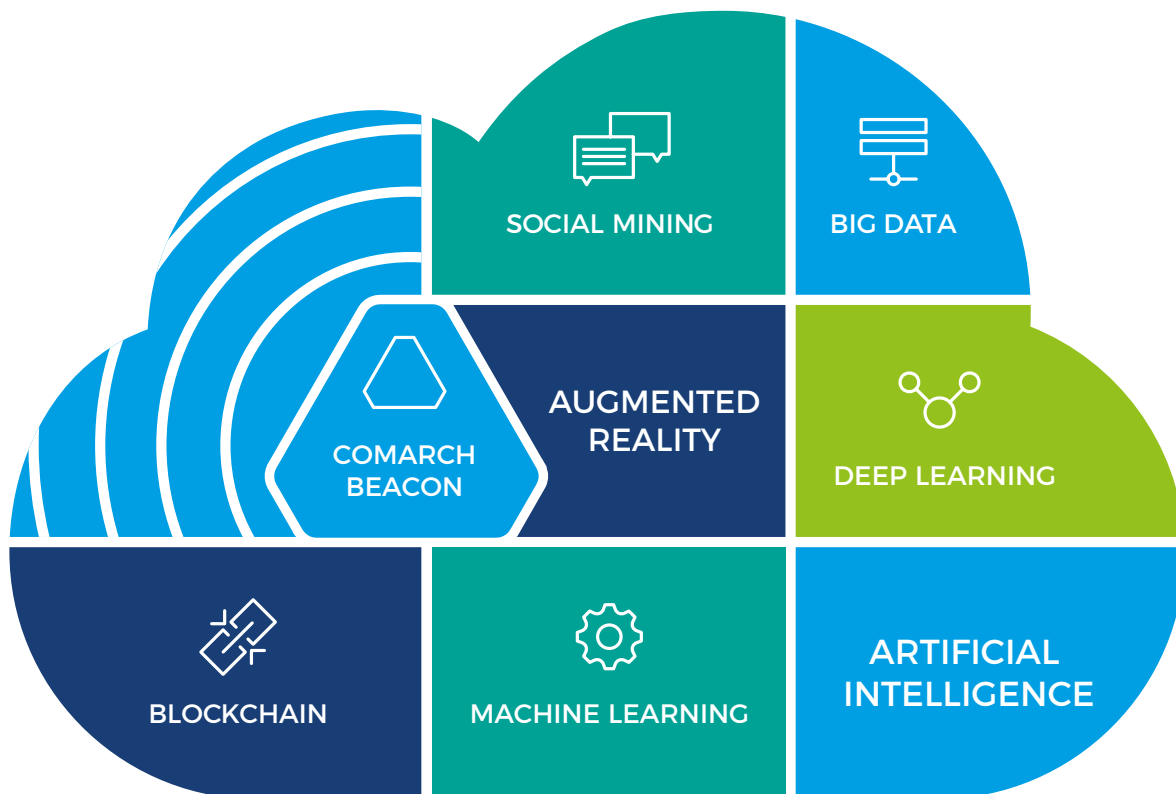 SOCIAL MINING
BIG DATA
COMARCH
BEACON
AUGMENTED
REALITY
DEEP LEARNING
BLOCKCHAIN
MACHINE LEARNING
ARTIFICIAL
INTELLIGENCE